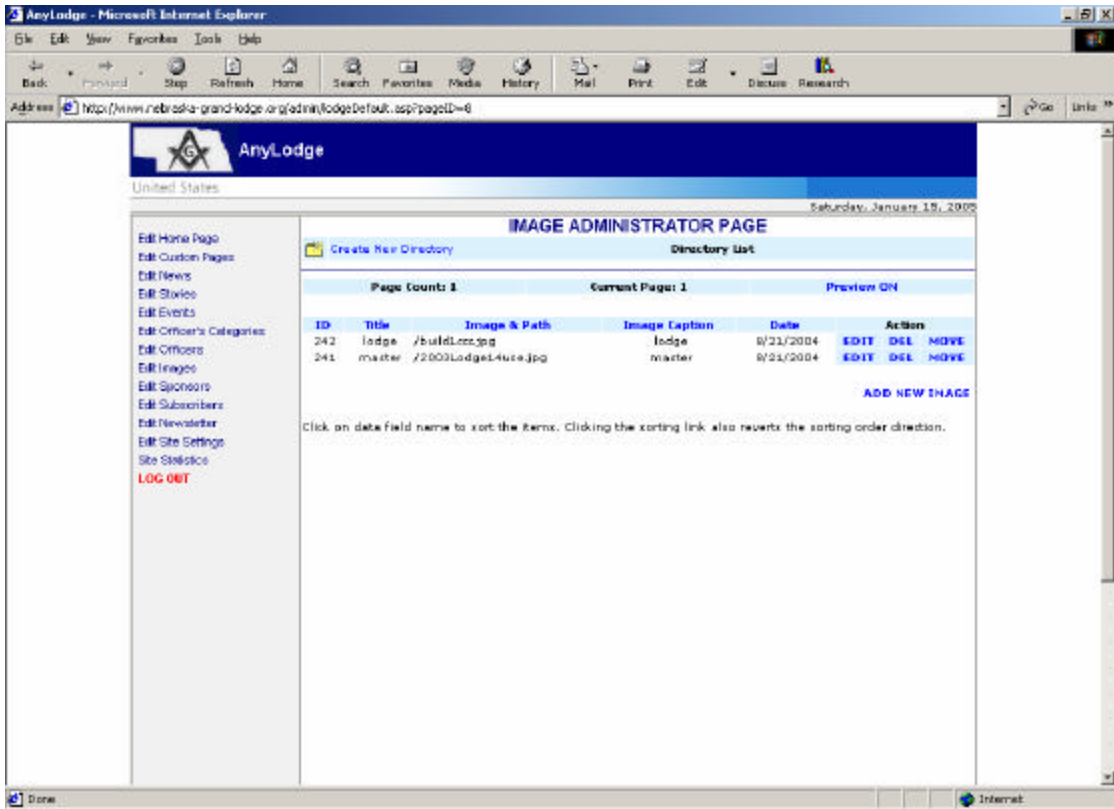 AnyLodge - Microsoft Internet Explorer
File Edit View Favorites Tools Help
Back Forward Stop Refresh Home Search Favorites Media History Mail Print Edit Discuss Research
Address http://www.nebraska-grand-lodge.org/admin/lodgeDefault.asp?pageID=8 Go Links »
G
AnyLodge
United States
Saturday, January 15, 2005
Edit Home Page
Edit Custom Pages
Edit News
Edit Stories
Edit Events
Edit Officer's Categories
Edit Officers
Edit Images
Edit Sponsors
Edit Subscribers
Edit Newsletter
Edit Site Settings
Site Statistics
LOG OUT
IMAGE ADMINISTRATOR PAGE
Create New Directory Directory List
Page Count: 1 Current Page: 1 Preview ON
ID Title Image & Path Image Caption Date Action
242 lodge lodge 8/21/2004 EDIT DEL MOVE
241 master /2003LodgeL4use.jpg master 8/21/2004 EDIT DEL MOVE
ADD NEW IMAGE
Click on data field name to sort the items. Clicking the sorting link also reverts the sorting order direction.
Done Internet